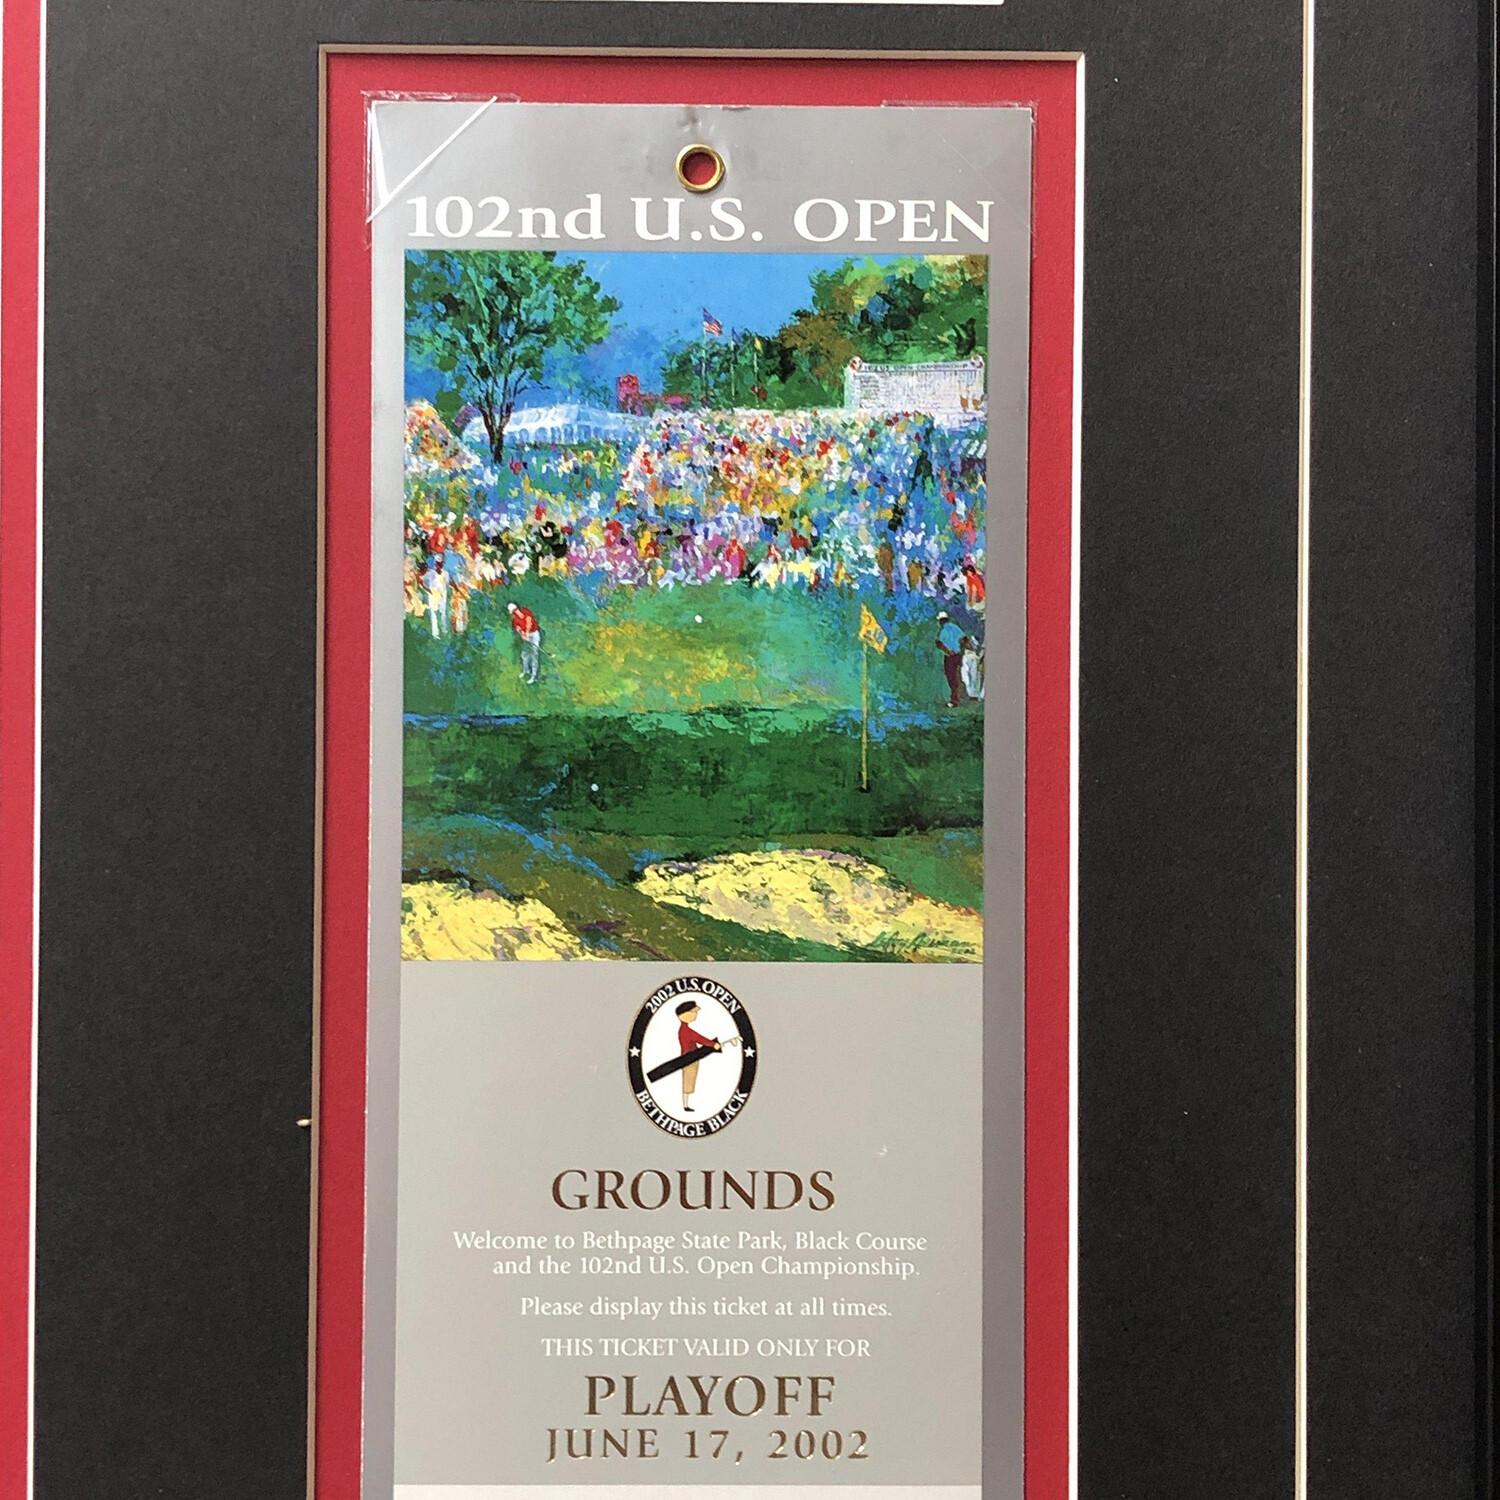 102nd U.S. OPEN
2002 U.S. OPEN
BETHPAGE BLACK
GROUNDS
Welcome to Bethpage State Park, Black Course
and the 102nd U.S. Open Championship.
Please display this ticket at all times.
THIS TICKET VALID ONLY FOR
PLAYOFF
JUNE 17, 2002